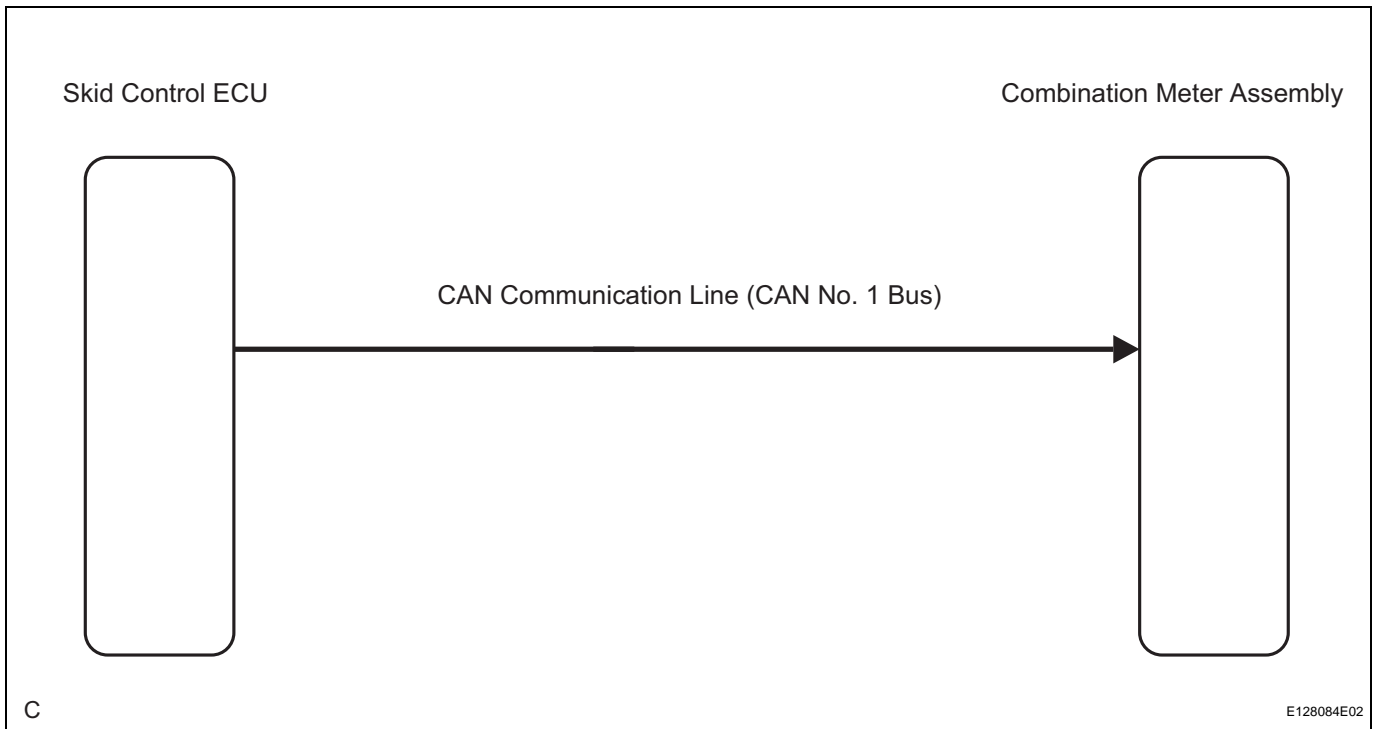 Skid Control ECU
Combination Meter Assembly
CAN Communication Line (CAN No. 1 Bus)
C
E128084E02